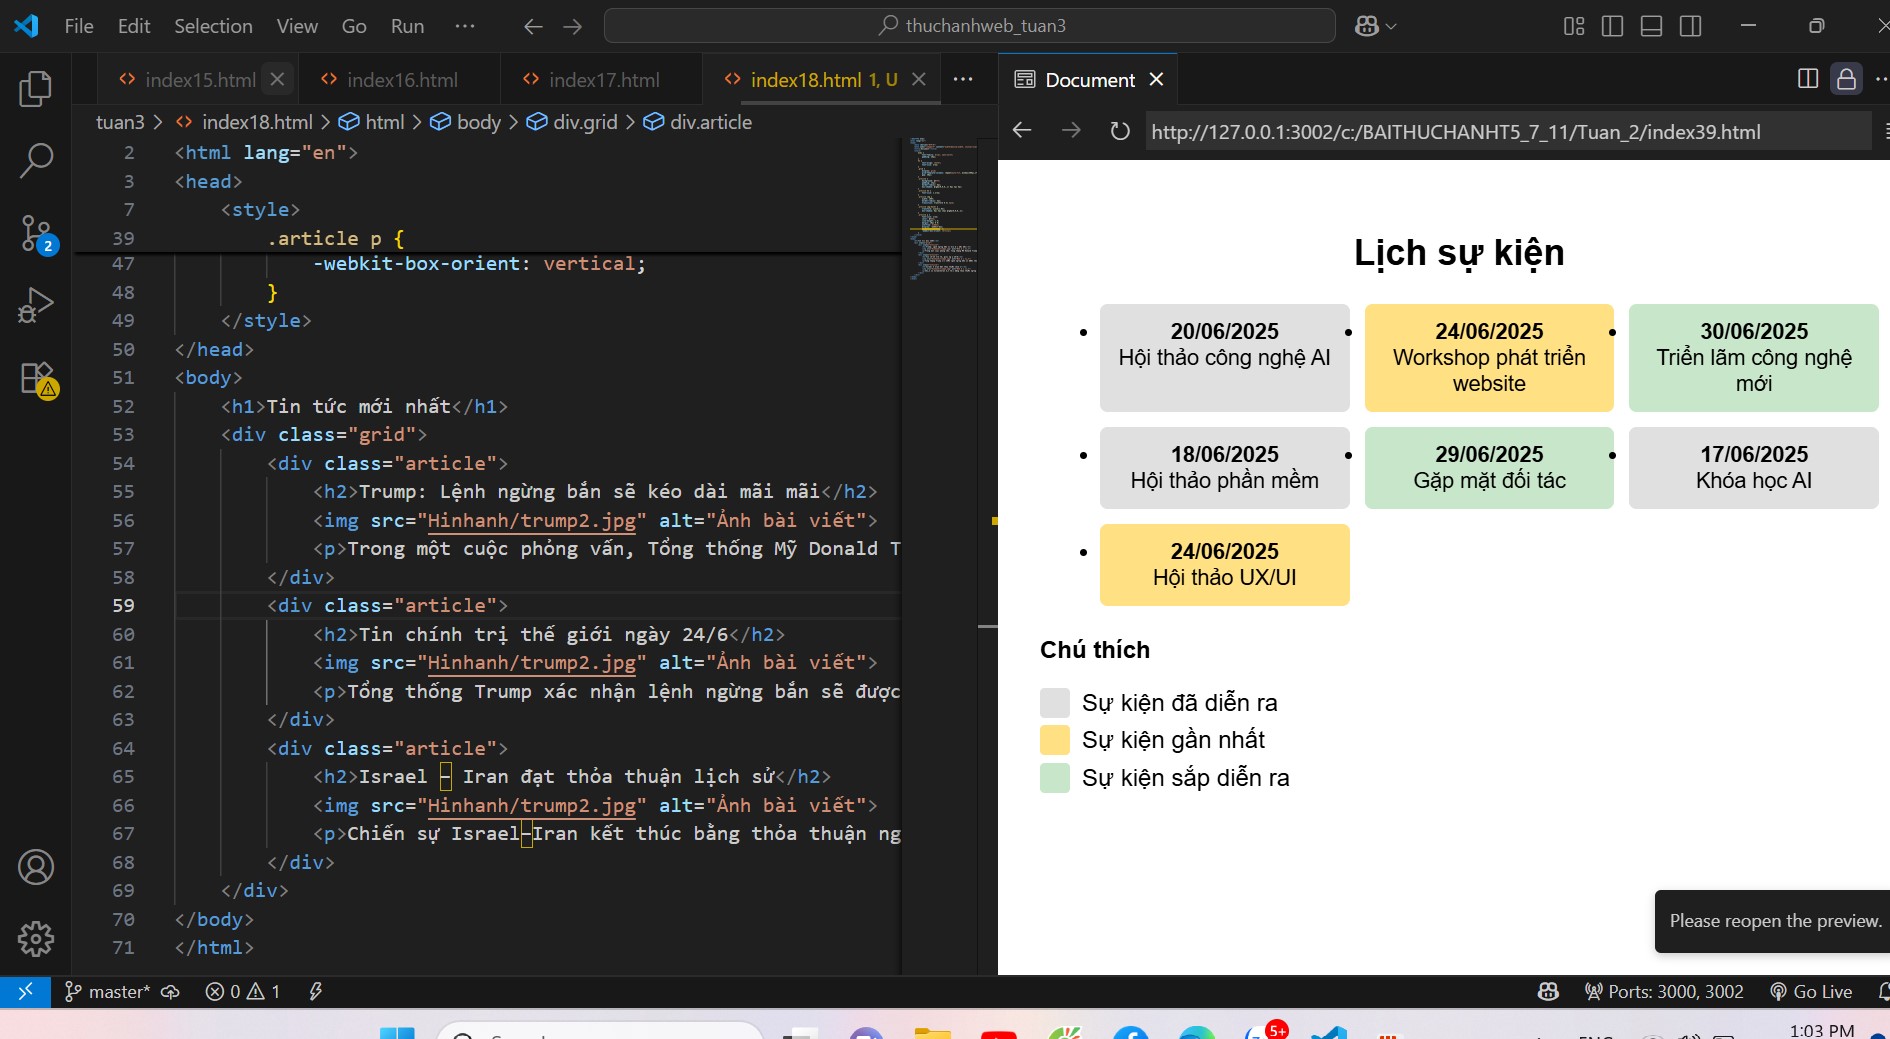 File Edit Selection View Go Run ··· thuchanhweb_tuan3
index15.html index16.html index17.html index18.html 1, U ···
tuan3 > index18.html > html > body > div.grid > div.article
2 <html lang="en">
3 <head>
7 <style>
39 .article p {
47 -webkit-box-orient: vertical;
48 }
49 </style>
50 </head>
51 <body>
52 <h1>Tin tức mới nhất</h1>
53 <div class="grid">
54 <div class="article">
55 <h2>Trump: Lệnh ngừng bắn sẽ kéo dài mãi mãi</h2>
56 <img src="Hinhanh/trump2.jpg" alt="Ảnh bài viết">
57 <p>Trong một cuộc phỏng vấn, Tổng thống Mỹ Donald T
58 </div>
59 <div class="article">
60 <h2>Tin chính trị thế giới ngày 24/6</h2>
61 <img src="Hinhanh/trump2.jpg" alt="Ảnh bài viết">
62 <p>Tổng thống Trump xác nhận lệnh ngừng bắn sẽ được
63 </div>
64 <div class="article">
65 <h2>Israel – Iran đạt thỏa thuận lịch sử</h2>
66 <img src="Hinhanh/trump2.jpg" alt="Ảnh bài viết">
67 <p>Chiến sự Israel–Iran kết thúc bằng thỏa thuận ng
68 </div>
69 </div>
70 </body>
71 </html>
Document
http://127.0.0.1:3002/c:/BAITHUCHANHT5_7_11/Tuan_2/index39.html
Lịch sự kiện
20/06/2025
Hội thảo công nghệ AI
24/06/2025
Workshop phát triển
website
30/06/2025
Triển lãm công nghệ
mới
18/06/2025
Hội thảo phần mềm
29/06/2025
Gặp mặt đối tác
17/06/2025
Khóa học AI
24/06/2025
Hội thảo UX/UI
Chú thích
Sự kiện đã diễn ra
Sự kiện gần nhất
Sự kiện sắp diễn ra
Please reopen the preview.
2
master* 0 1 Ports: 3000, 3002 Go Live
5+ 1:03 PM